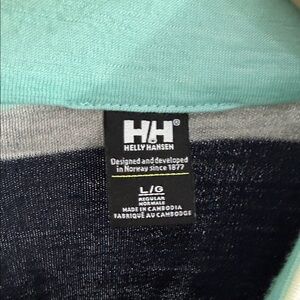 HH®
HELLY HANSEN
Designed and developed
in Norway since 1877
L/G
REGULAR
NORMALE
MADE IN CAMBODIA
FABRIQUÉ AU CAMBODGE